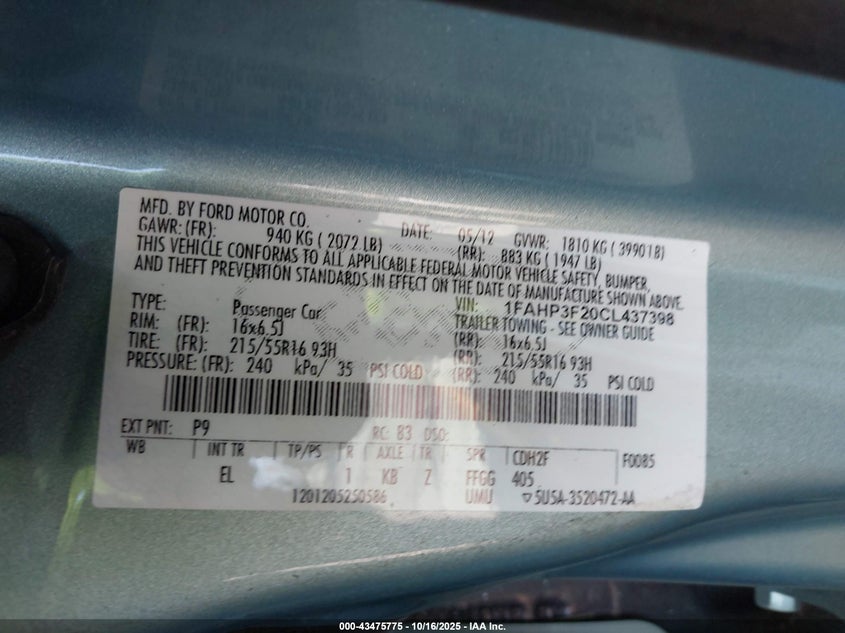 MFD. BY FORD MOTOR CO. DATE: 05/12 GVWR: 1810 KG ( 3990 LB)
GAWR: (FR): 940 KG ( 2072 LB) (RR): 883 KG ( 1947 LB)
THIS VEHICLE CONFORMS TO ALL APPLICABLE FEDERAL MOTOR VEHICLE SAFETY, BUMPER,
AND THEFT PREVENTION STANDARDS IN EFFECT ON THE DATE OF MANUFACTURE SHOWN ABOVE.
VIN: 1FAHP3F20CL437398
TYPE: Passenger Car TRAILER TOWING - SEE OWNER GUIDE
RIM: (FR): 16x6.5J (RR): 16x6.5J
TIRE: (FR): 215/55R16 93H (RR): 215/55R16 93H
PRESSURE: (FR): 240 kPa/ 35 PSI COLD (RR): 240 kPa/ 35 PSI COLD
EXT PNT: P9 RC: 83 DSO:
WB INT TR TP/PS R AXLE TR SPR CDH2F F0085
EL 1 KB Z FFGG 405
1201205250586 UMU 5U5A-3520472-AA
000-43475775 - 10/16/2025 - IAA Inc.